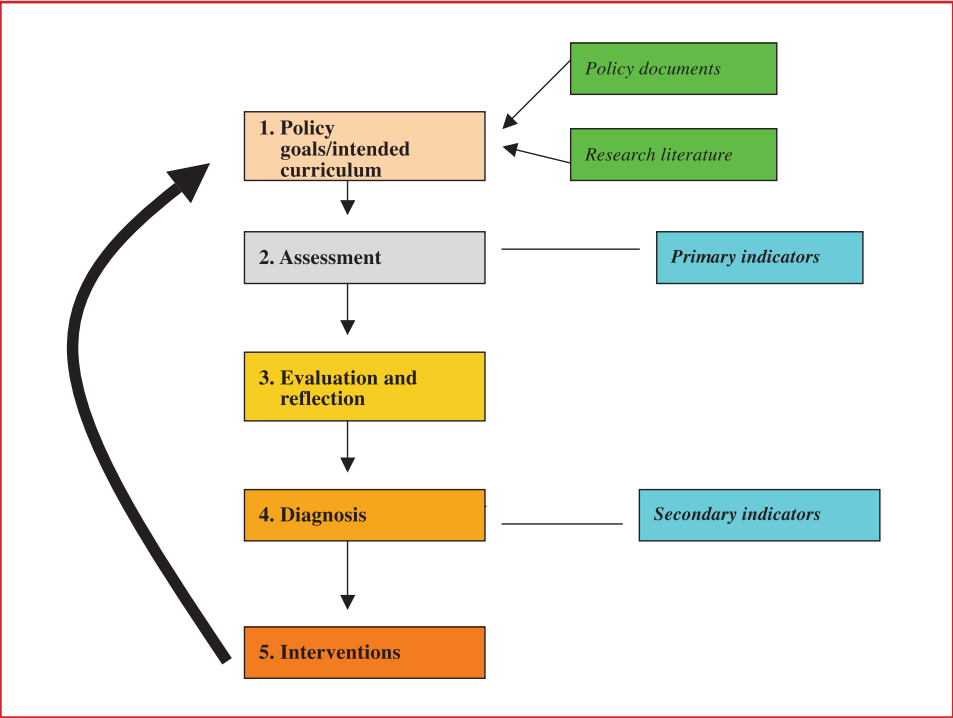 Policy documents
1. Policy
goals/intended
curriculum
Research literature
2. Assessment
Primary indicators
3. Evaluation and
reflection
4. Diagnosis
Secondary indicators
5. Interventions